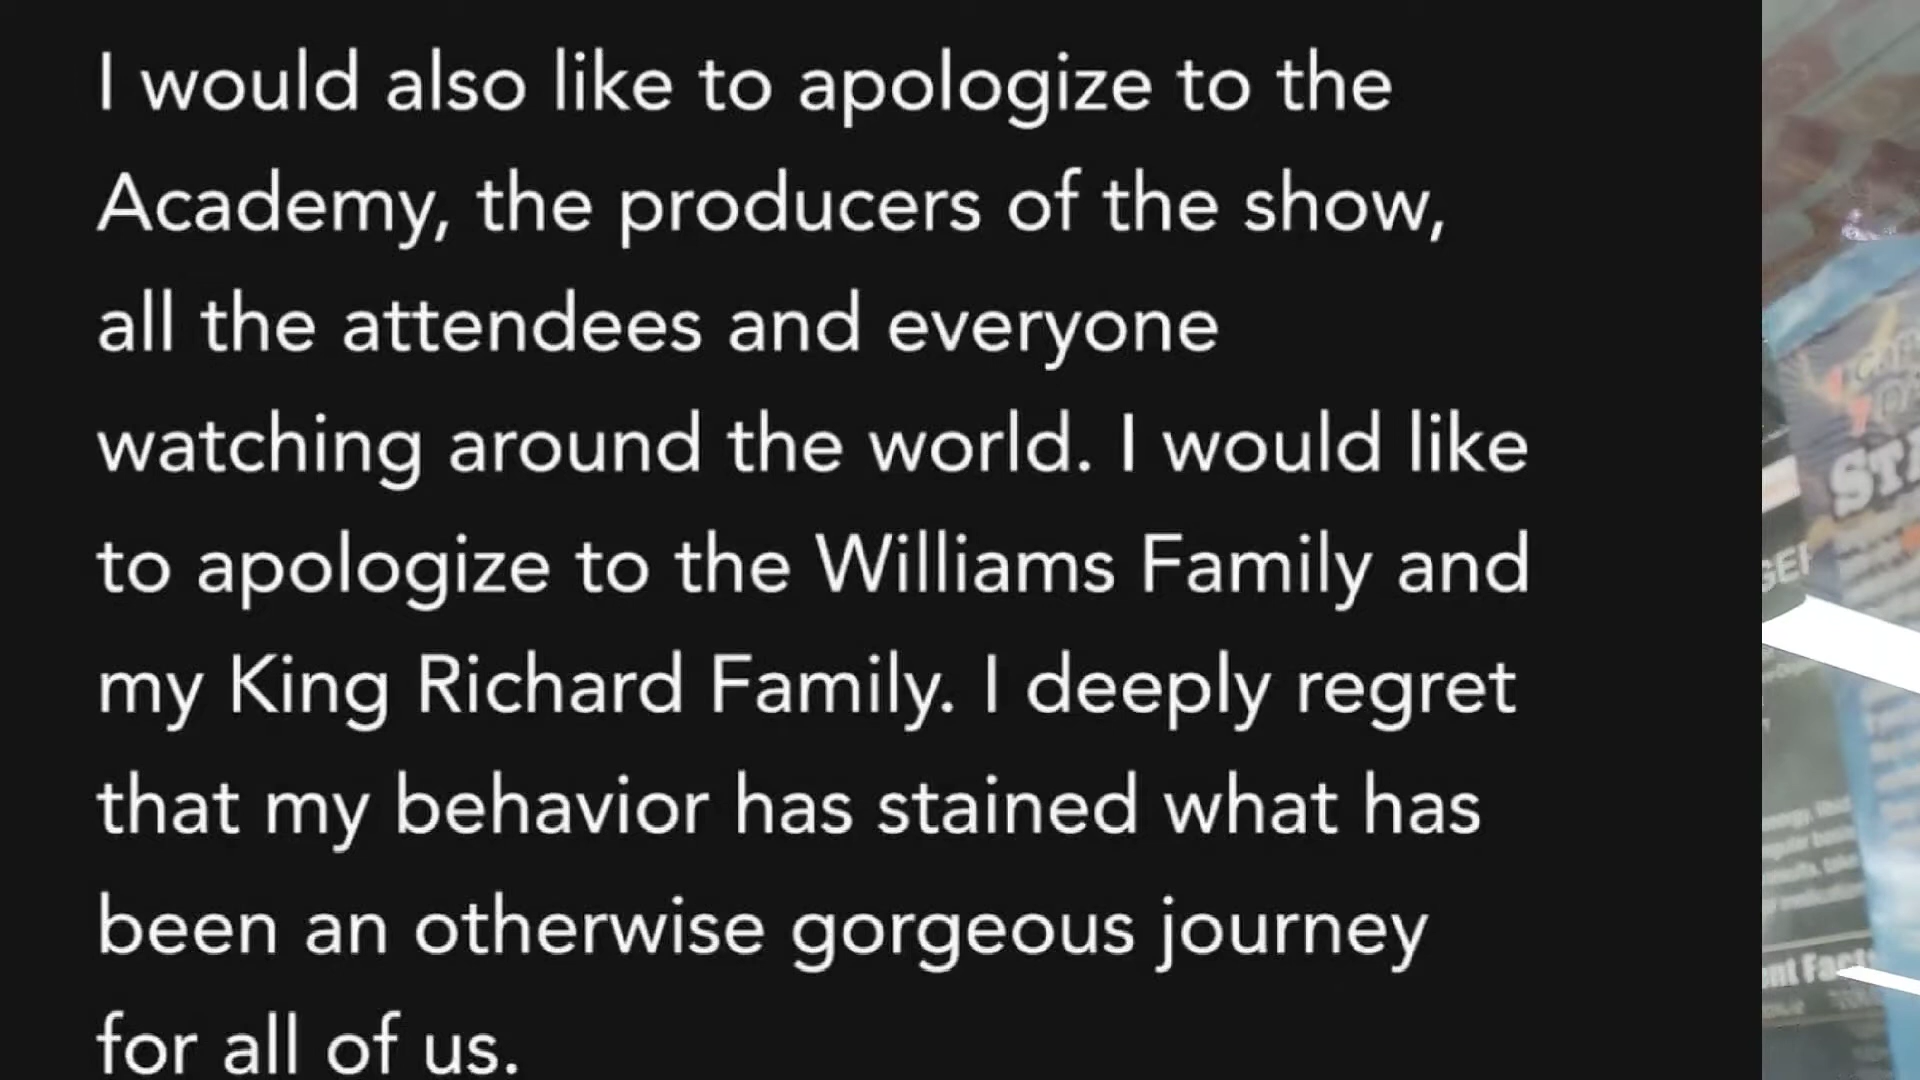 I would also like to apologize to the
Academy, the producers of the show,
all the attendees and everyone
watching around the world. I would like
to apologize to the Williams Family and
my King Richard Family. I deeply regret
that my behavior has stained what has
been an otherwise gorgeous journey
for all of us.